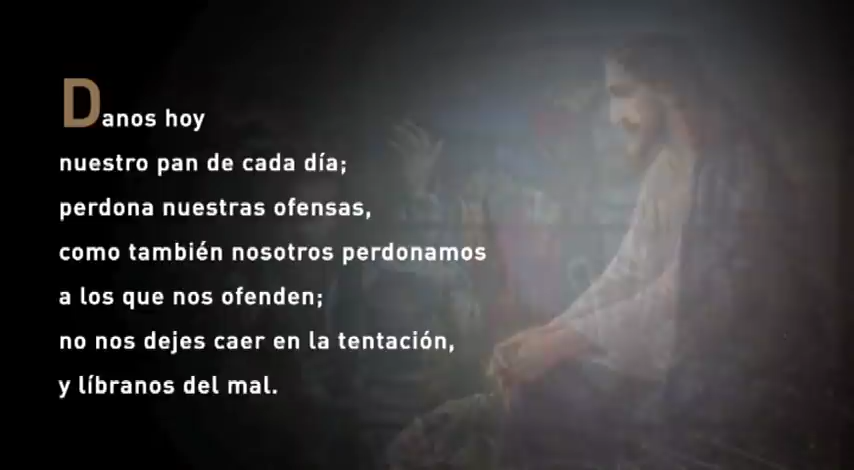 Danos hoy
nuestro pan de cada día;
perdona nuestras ofensas,
como también nosotros perdonamos
a los que nos ofenden;
no nos dejes caer en la tentación,
y líbranos del mal.